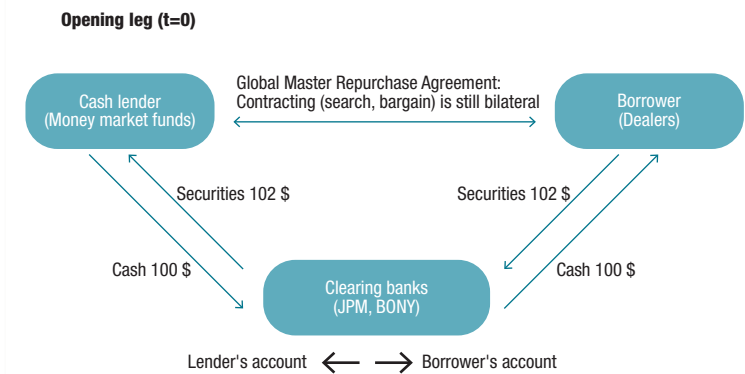 Opening leg (t=0)
Global Master Repurchase Agreement:
Contracting (search, bargain) is still bilateral
Cash lender
(Money market funds)
Borrower
(Dealers)
Securities 102 $
Securities 102 $
Cash 100 $
Cash 100 $
Clearing banks
(JPM, BONY)
Lender's account
Borrower's account